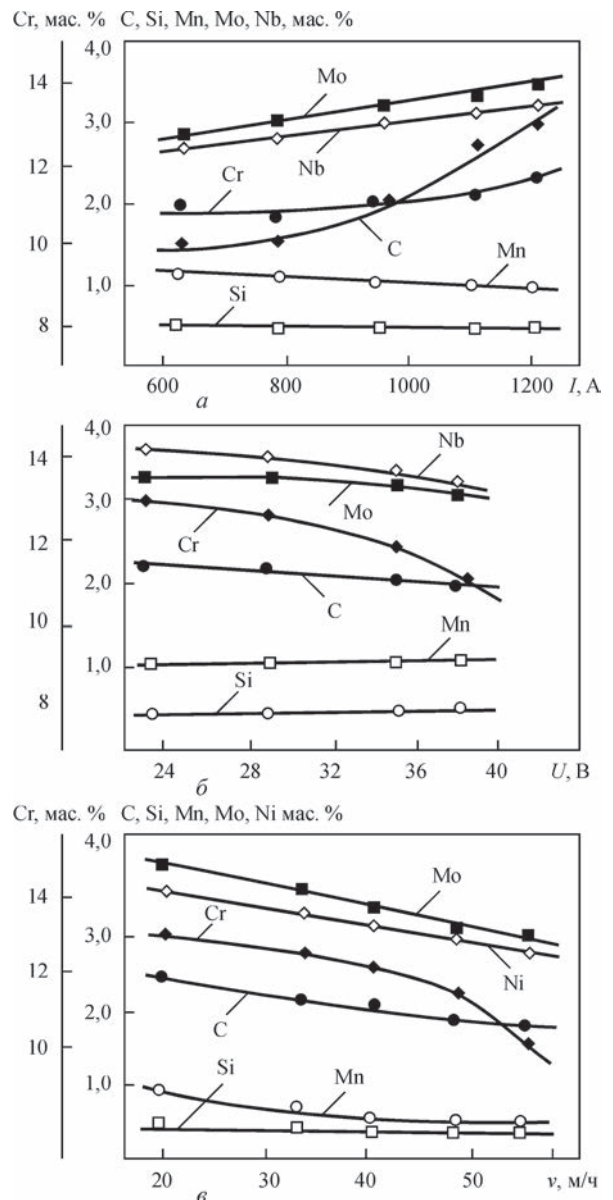 Cr, мас. % C, Si, Mn, Mo, Nb, мас. %
4,0
14
Mo
3,0
12
Nb
Cr
2,0
10
C
Mn
1,0
Si
8
600 800 1000 1200 I, А
а
4,0
14
Nb
3,0
Mo
Cr
12
2,0
C
10
Mn
1,0
Si
8
24 28 32 36 40 U, В
б
Cr, мас. % C, Si, Mn, Mo, Ni мас. %
4,0
14
Mo
Cr
3,0
12
Ni
2,0
C
10
Si
1,0
Mn
20 30 40 50 v, м/ч
в